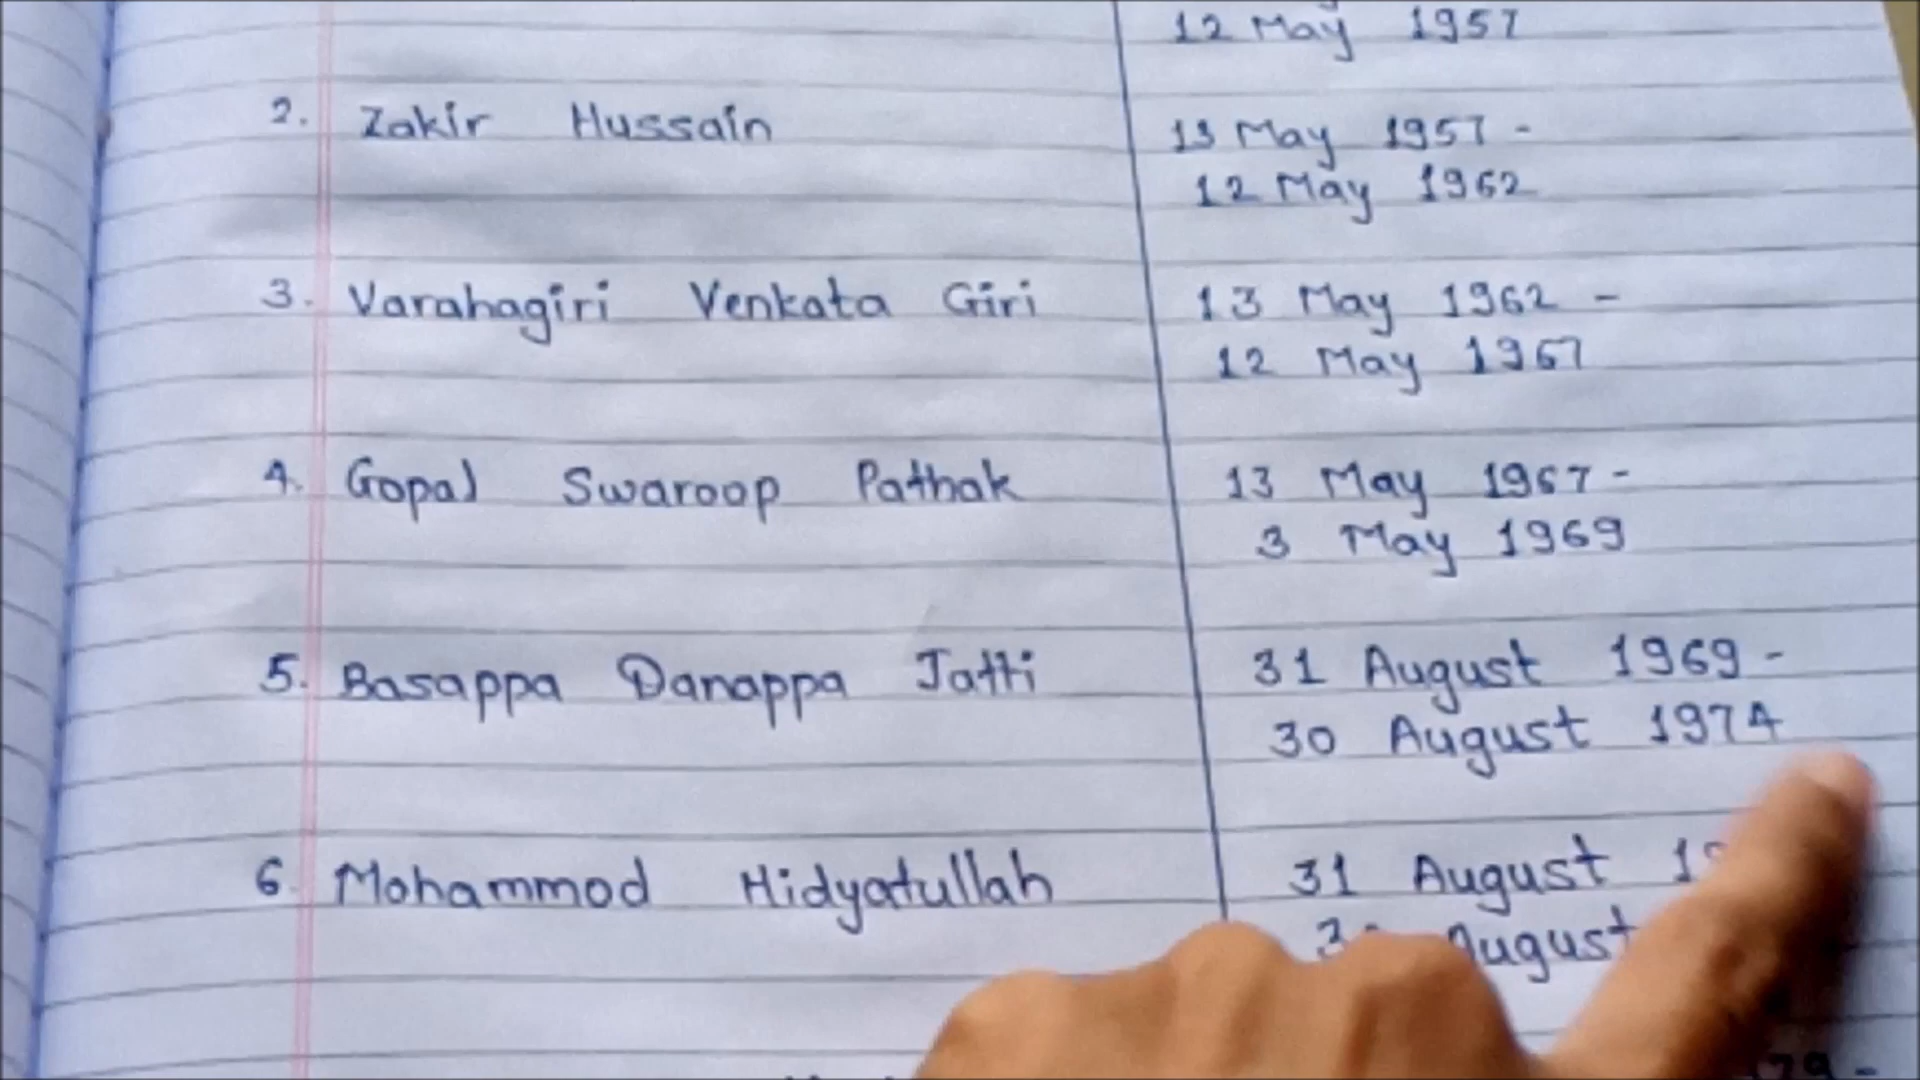 12 May 1957
2. Zakir Hussain 13 May 1957 -
12 May 1962
3. Varahagiri Venkata Giri 13 May 1962 -
12 May 1967
4. Gopal Swaroop Pathak 13 May 1967 -
3 May 1969
5. Basappa Danappa Jatti 31 August 1969 -
30 August 1974
6. Mohammod Hidyatullah 31 August
August